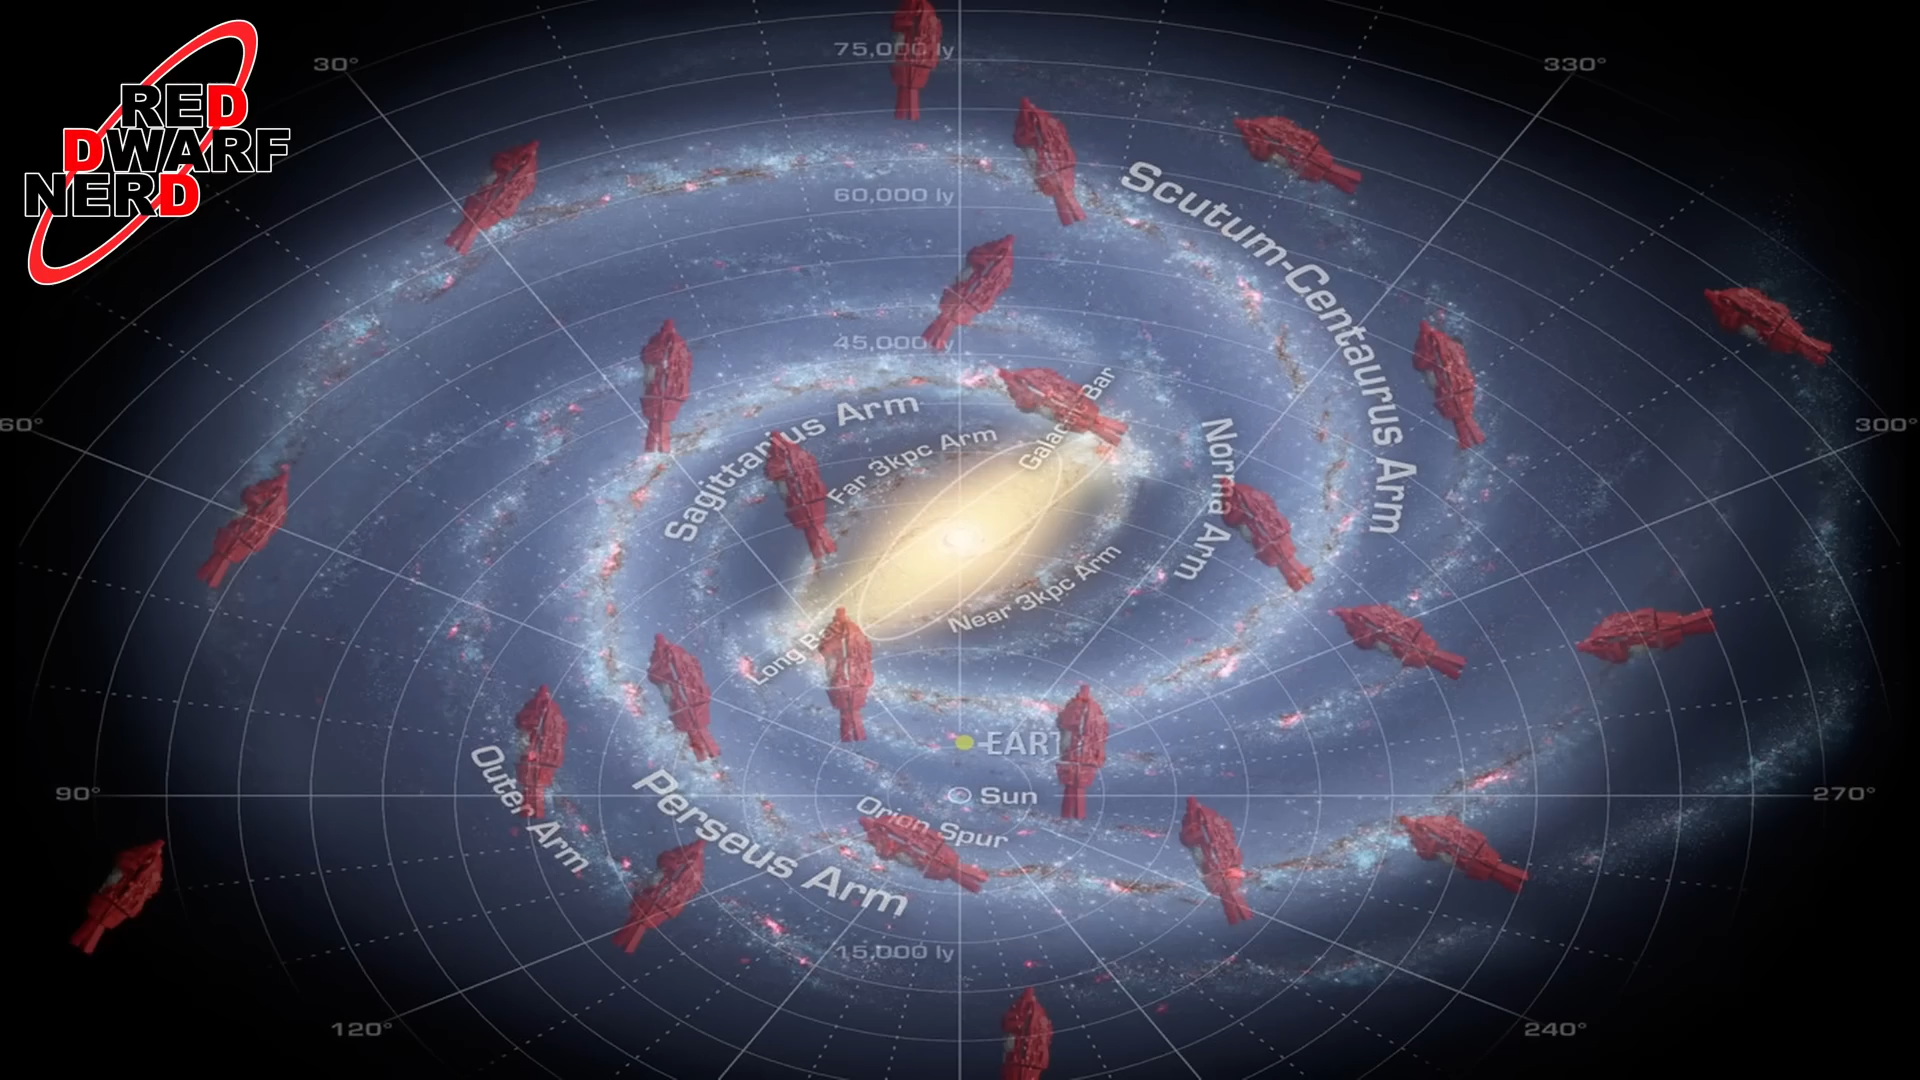 RED
DWARF
NERD
30°
75,000 ly
330°
Scutum-Centaurus Arm
60,000 ly
45,000 ly
60°
300°
Sagittarius Arm
Far 3kpc Arm
Galactic Bar
Norma Arm
Near 3kpc Arm
Long Bar
EART
Sun
90°
270°
Outer Arm
Perseus Arm
Orion Spur
15,000 ly
120°
240°